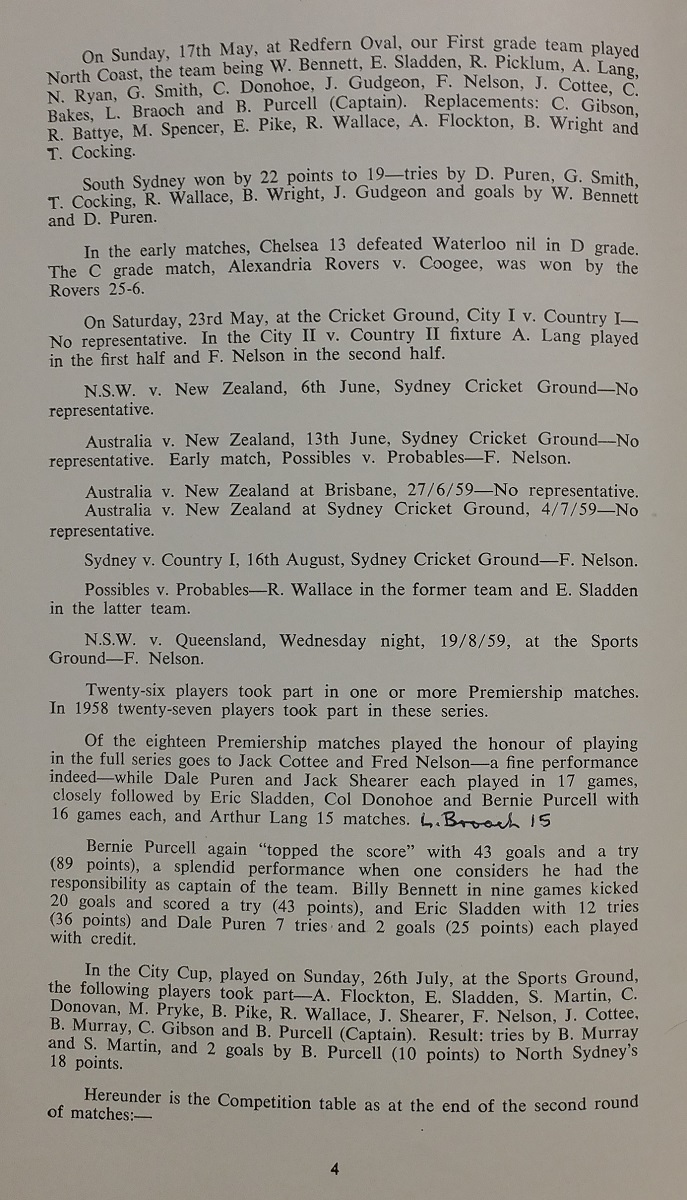 On Sunday, 17th May, at Redfern Oval, our First grade team played
North Coast, the team being W. Bennett, E. Sladden, R. Picklum, A. Lang,
N. Ryan, G. Smith, C. Donohoe, J. Gudgeon, F. Nelson, J. Cottee, C.
Bakes, L. Braoch and B. Purcell (Captain). Replacements: C. Gibson,
R. Battye, M. Spencer, E. Pike, R. Wallace, A. Flockton, B. Wright and
T. Cocking.
South Sydney won by 22 points to 19—tries by D. Puren, G. Smith,
T. Cocking, R. Wallace, B. Wright, J. Gudgeon and goals by W. Bennett
and D. Puren.
In the early matches, Chelsea 13 defeated Waterloo nil in D grade.
The C grade match, Alexandria Rovers v. Coogee, was won by the
Rovers 25-6.
On Saturday, 23rd May, at the Cricket Ground, City I v. Country I—
No representative. In the City II v. Country II fixture A. Lang played
in the first half and F. Nelson in the second half.
N.S.W. v. New Zealand, 6th June, Sydney Cricket Ground—No
representative.
Australia v. New Zealand, 13th June, Sydney Cricket Ground—No
representative. Early match, Possibles v. Probables—F. Nelson.
Australia v. New Zealand at Brisbane, 27/6/59—No representative.
Australia v. New Zealand at Sydney Cricket Ground, 4/7/59—No
representative.
Sydney v. Country I, 16th August, Sydney Cricket Ground—F. Nelson.
Possibles v. Probables—R. Wallace in the former team and E. Sladden
in the latter team.
N.S.W. v. Queensland, Wednesday night, 19/8/59, at the Sports
Ground—F. Nelson.
Twenty-six players took part in one or more Premiership matches.
In 1958 twenty-seven players took part in these series.
Of the eighteen Premiership matches played the honour of playing
in the full series goes to Jack Cottee and Fred Nelson—a fine performance
indeed—while Dale Puren and Jack Shearer each played in 17 games,
closely followed by Eric Sladden, Col Donohoe and Bernie Purcell with
16 games each, and Arthur Lang 15 matches. L. Braoch 15
Bernie Purcell again "topped the score" with 43 goals and a try
(89 points), a splendid performance when one considers he had the
responsibility as captain of the team. Billy Bennett in nine games kicked
20 goals and scored a try (43 points), and Eric Sladden with 12 tries
(36 points) and Dale Puren 7 tries and 2 goals (25 points) each played
with credit.
In the City Cup, played on Sunday, 26th July, at the Sports Ground,
the following players took part—A. Flockton, E. Sladden, S. Martin, C.
Donovan, M. Pryke, B. Pike, R. Wallace, J. Shearer, F. Nelson, J. Cottee,
B. Murray, C. Gibson and B. Purcell (Captain). Result: tries by B. Murray
and S. Martin, and 2 goals by B. Purcell (10 points) to North Sydney's
18 points.
Hereunder is the Competition table as at the end of the second round
of matches:—
4